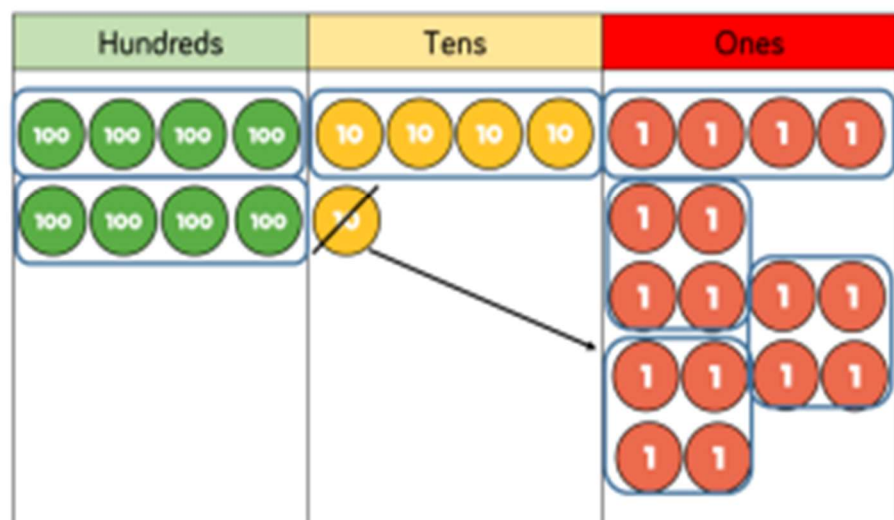 Hundreds Tens Ones
100 100 100 100 10 10 10 10 1 1 1 1
100 100 100 100 10 1 1
1 1 1 1
1 1 1 1
1 1